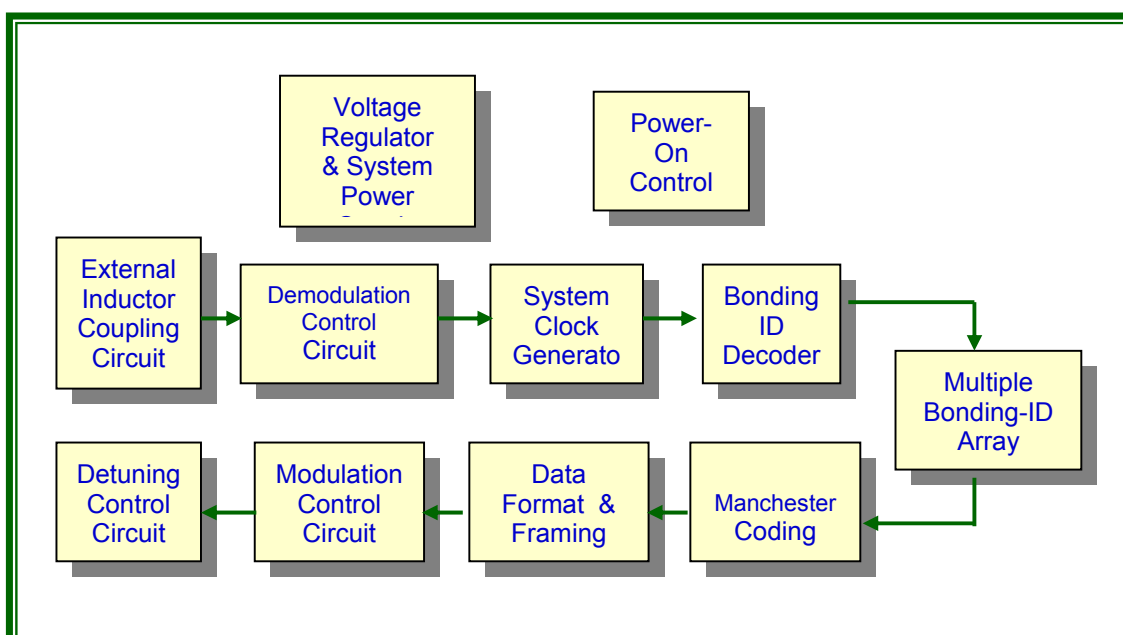 Voltage
Regulator
& System
Power
Power-
On
Control
External
Inductor
Coupling
Circuit
Demodulation
Control
Circuit
System
Clock
Generato
Bonding
ID
Decoder
Multiple
Bonding-ID
Array
Detuning
Control
Circuit
Modulation
Control
Circuit
Data
Format &
Framing
Manchester
Coding